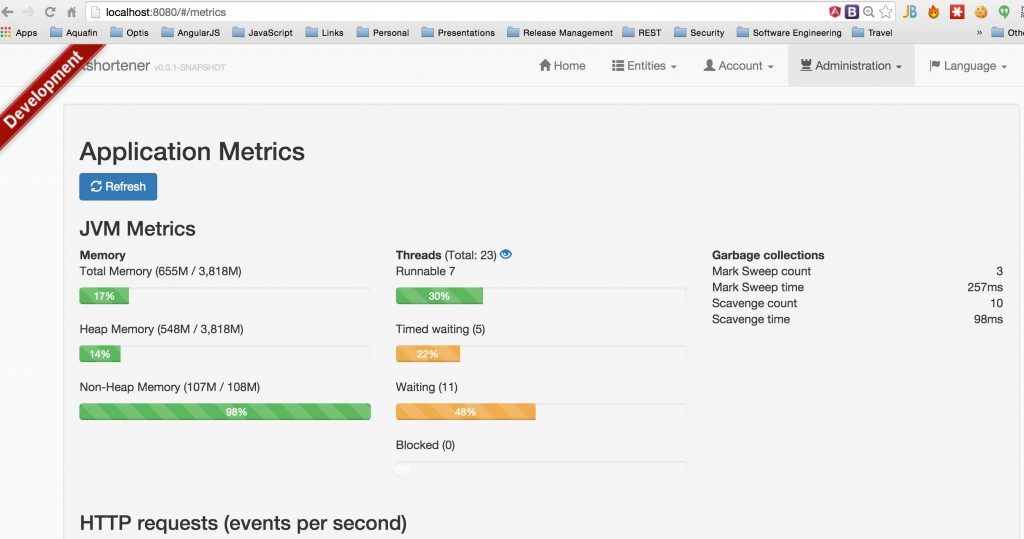 localhost:8080/#/metrics
Apps Aquafin Optis AngularJS JavaScript Links Personal Presentations Release Management REST Security Software Engineering Travel » Othe
Development
shortener v0.0.1-SNAPSHOT Home Entities Account Administration Language
Application Metrics
Refresh
JVM Metrics
Memory
Total Memory (655M / 3,818M)
17%
Heap Memory (548M / 3,818M)
14%
Non-Heap Memory (107M / 108M)
98%
Threads (Total: 23)
Runnable 7
30%
Timed waiting (5)
22%
Waiting (11)
48%
Blocked (0)
0%
Garbage collections
Mark Sweep count 3
Mark Sweep time 257ms
Scavenge count 10
Scavenge time 98ms
HTTP requests (events per second)